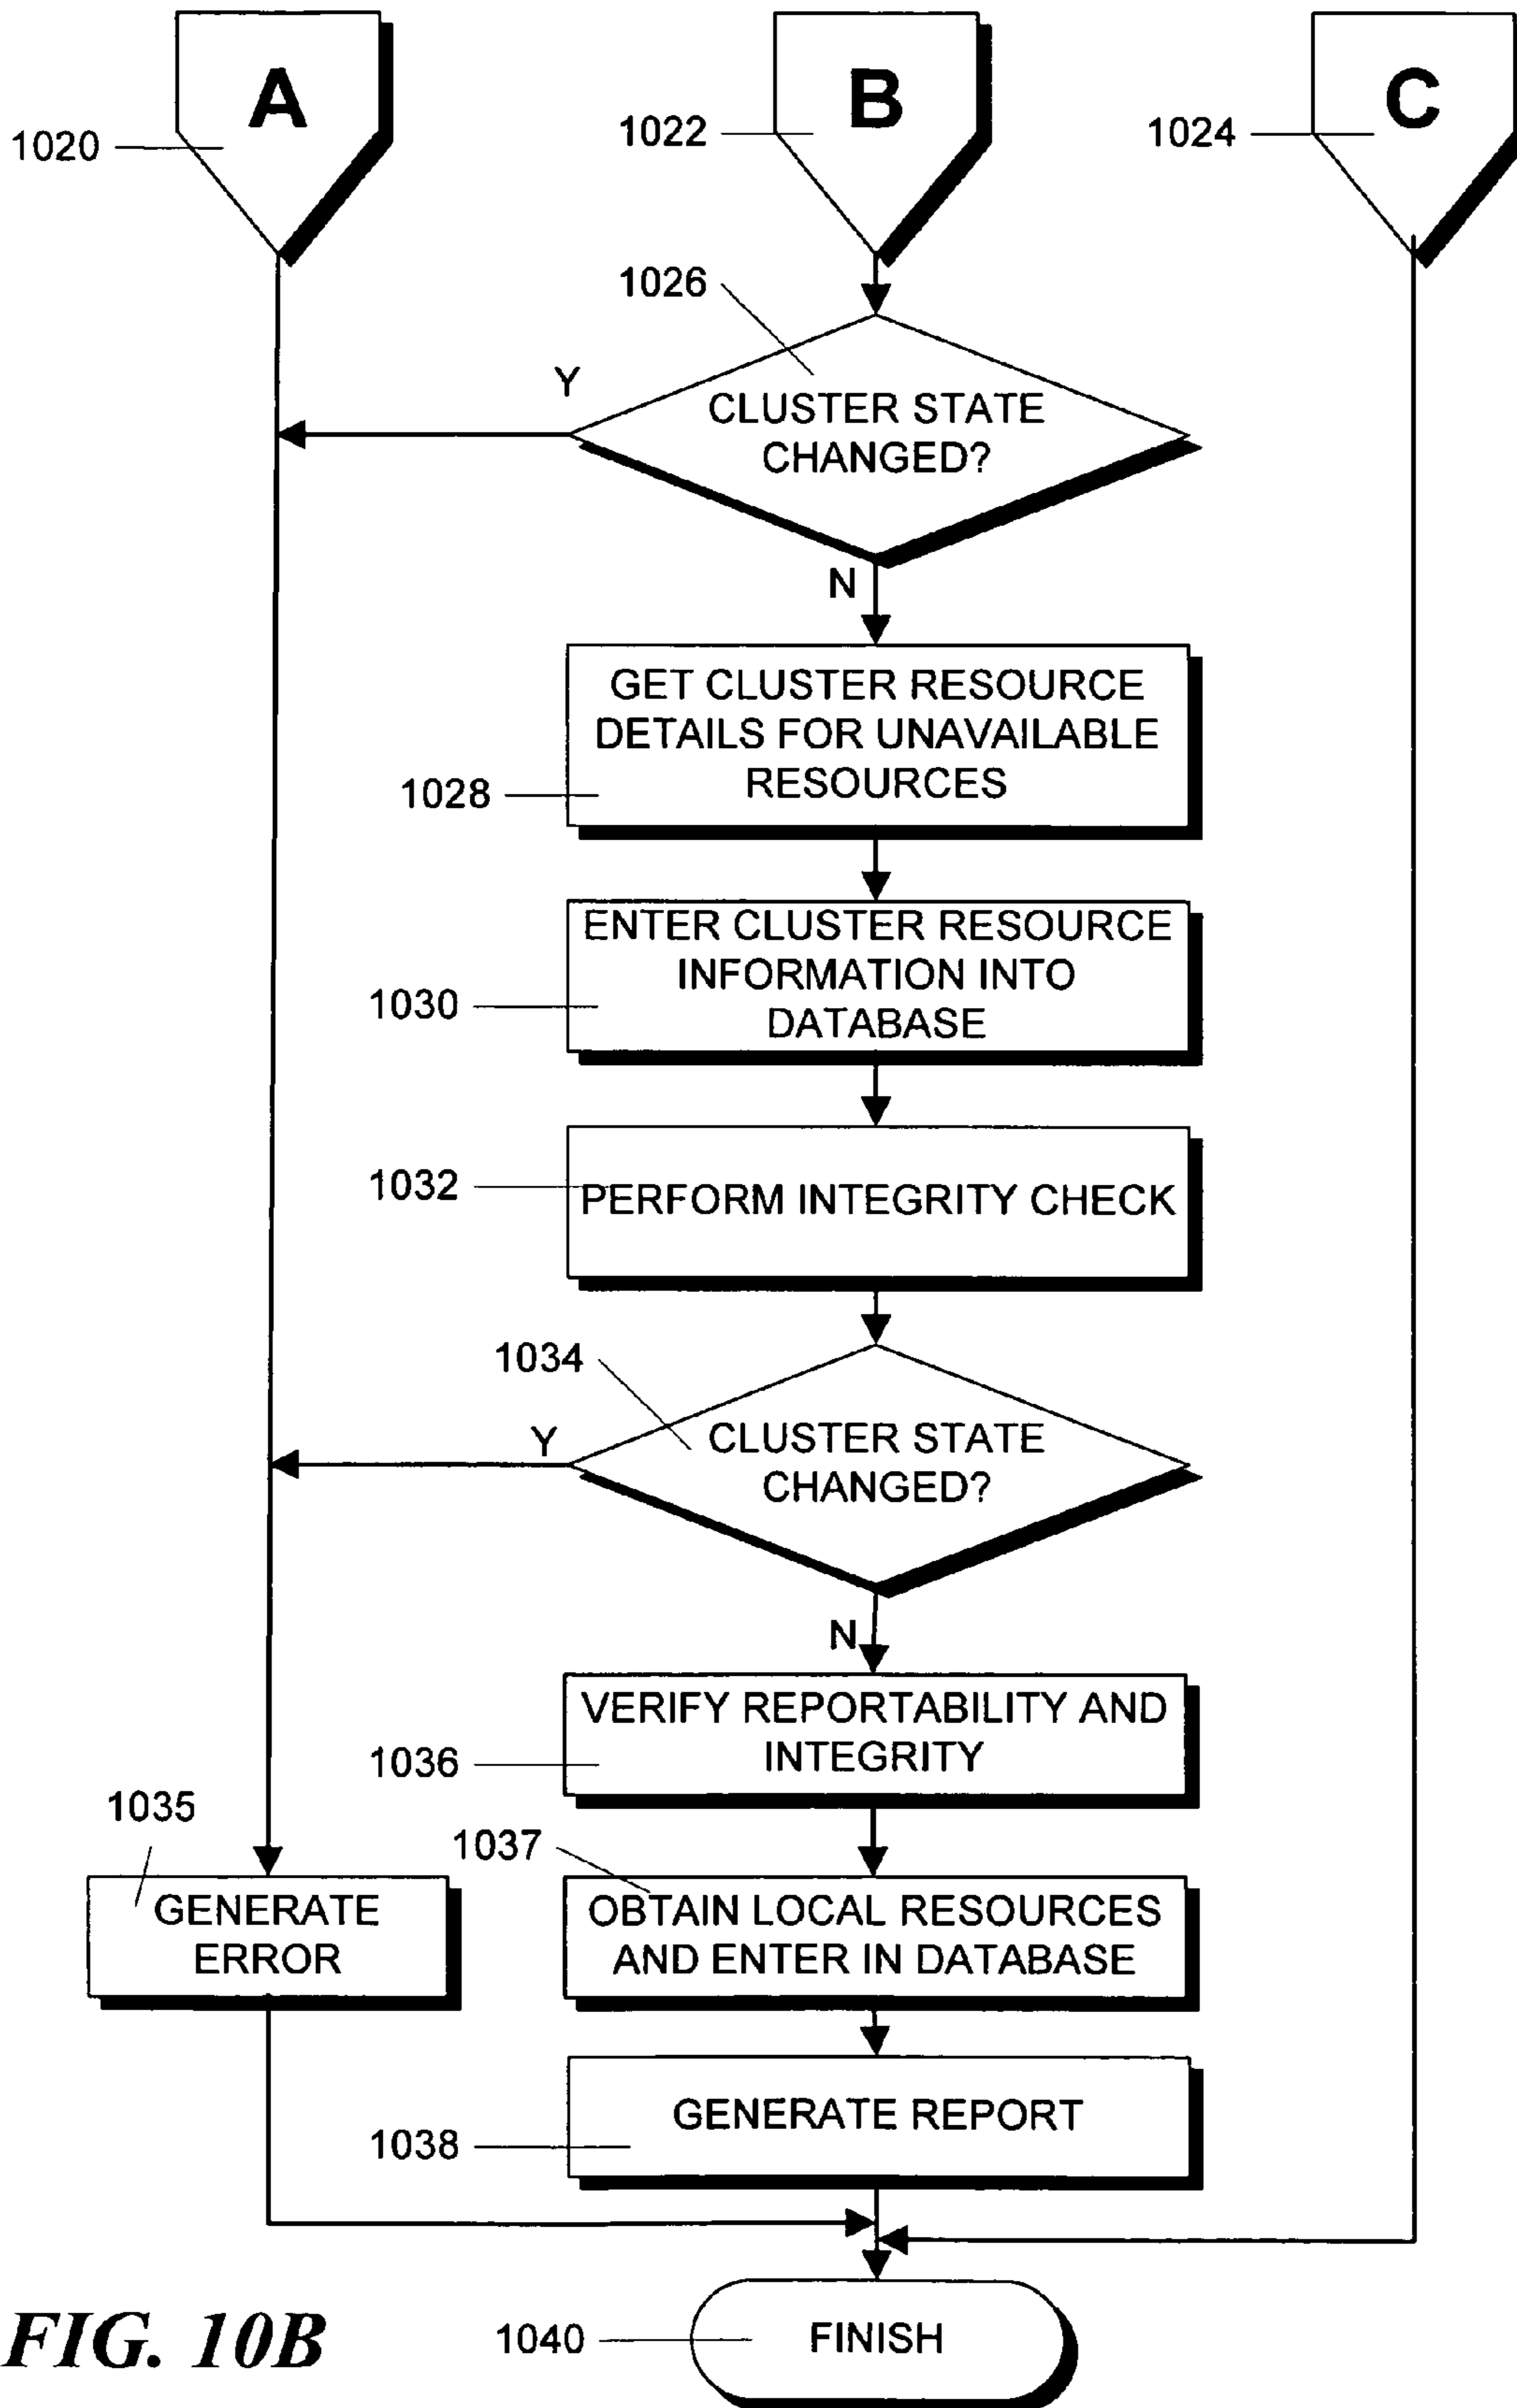 A
B
C
1020
1022
1024
1026
Y
CLUSTER STATE
CHANGED?
N
GET CLUSTER RESOURCE
DETAILS FOR UNAVAILABLE
RESOURCES
1028
ENTER CLUSTER RESOURCE
INFORMATION INTO
DATABASE
1030
1032
PERFORM INTEGRITY CHECK
1034
Y
CLUSTER STATE
CHANGED?
N
VERIFY REPORTABILITY AND
INTEGRITY
1036
1035
1037
GENERATE
ERROR
OBTAIN LOCAL RESOURCES
AND ENTER IN DATABASE
GENERATE REPORT
1038
FIG. 10B
1040
FINISH